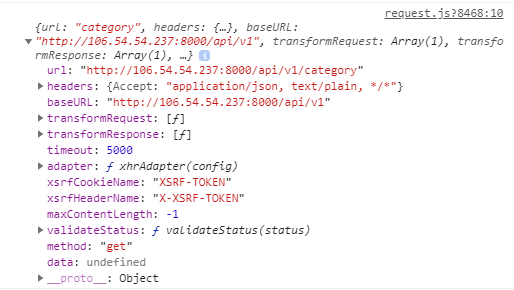 request.js?8468:10
{url: "category", headers: {…}, baseURL:
▼"http://106.54.54.237:8000/api/v1", transformRequest: Array(1), transfo
rmResponse: Array(1), …} i
url: "http://106.54.54.237:8000/api/v1/category"
▶headers: {Accept: "application/json, text/plain, */*"}
baseURL: "http://106.54.54.237:8000/api/v1"
▶transformRequest: [ƒ]
▶transformResponse: [ƒ]
timeout: 5000
▶adapter: ƒ xhrAdapter(config)
xsrfCookieName: "XSRF-TOKEN"
xsrfHeaderName: "X-XSRF-TOKEN"
maxContentLength: -1
▶validateStatus: ƒ validateStatus(status)
method: "get"
data: undefined
▶__proto__: Object